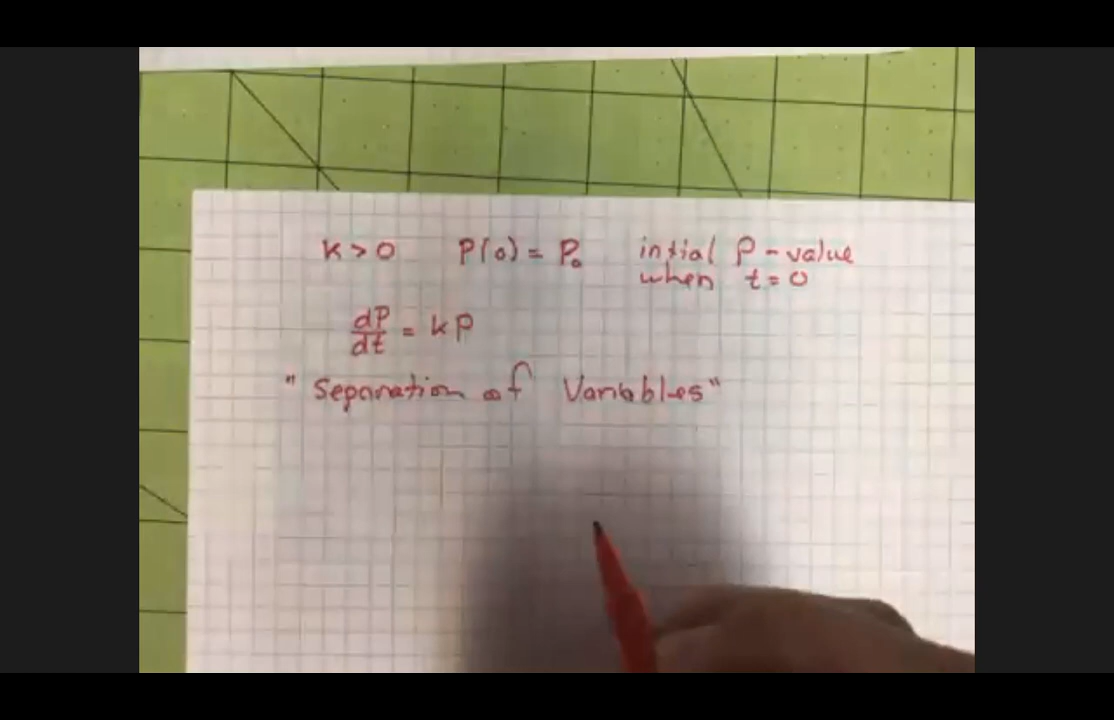 k > 0 P(0) = P₀ intial P - value
when t = 0
dP/dt = kP
"Separation of Variables"